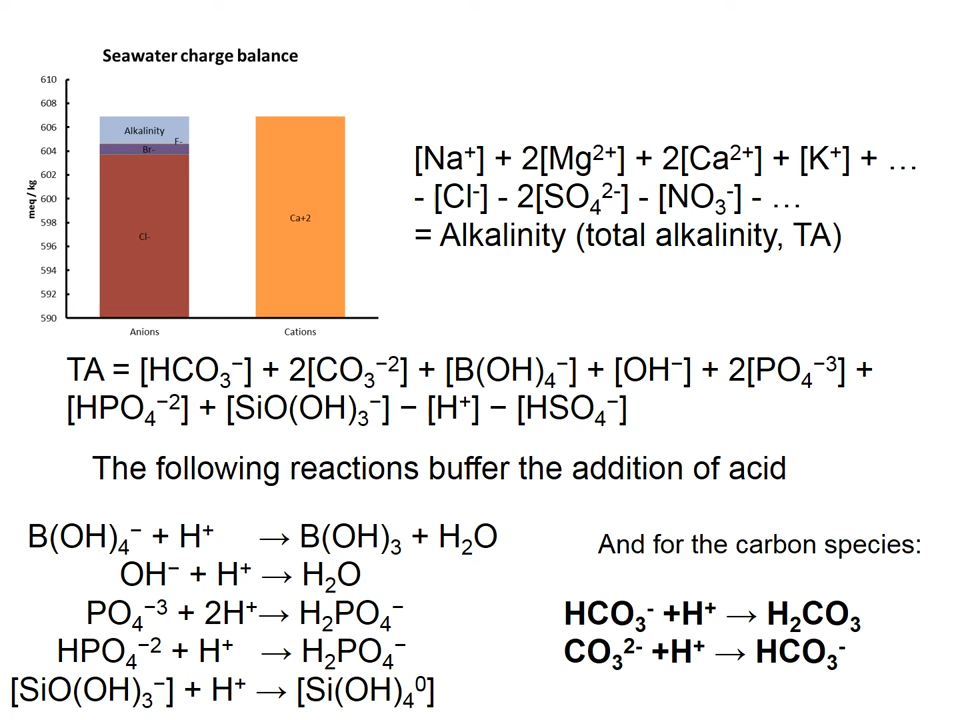 Seawater charge balance
610
608
606
604
602
600
598
596
594
592
590
meq / kg
Alkalinity
F-
Br-
Cl-
Ca+2
Anions
Cations
[Na⁺] + 2[Mg²⁺] + 2[Ca²⁺] + [K⁺] + …
- [Cl⁻] - 2[SO₄²⁻] - [NO₃⁻] - …
= Alkalinity (total alkalinity, TA)
TA = [HCO₃⁻] + 2[CO₃⁻²] + [B(OH)₄⁻] + [OH⁻] + 2[PO₄⁻³] +
[HPO₄⁻²] + [SiO(OH)₃⁻] − [H⁺] − [HSO₄⁻]
The following reactions buffer the addition of acid
B(OH)₄⁻ + H⁺ → B(OH)₃ + H₂O
OH⁻ + H⁺ → H₂O
PO₄⁻³ + 2H⁺→ H₂PO₄⁻
HPO₄⁻² + H⁺ → H₂PO₄⁻
[SiO(OH)₃⁻] + H⁺ → [Si(OH)₄⁰]
And for the carbon species:
HCO₃⁻ +H⁺ → H₂CO₃
CO₃²⁻ +H⁺ → HCO₃⁻